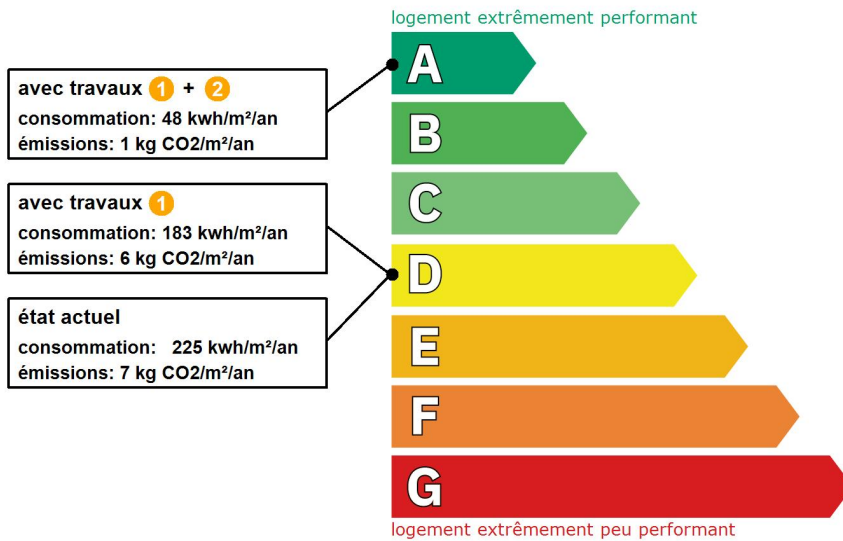 logement extrêmement performant
A
avec travaux 1 + 2
consommation: 48 kwh/m²/an
émissions: 1 kg CO2/m²/an
B
avec travaux 1
consommation: 183 kwh/m²/an
émissions: 6 kg CO2/m²/an
C
D
état actuel
consommation: 225 kwh/m²/an
émissions: 7 kg CO2/m²/an
E
F
G
logement extrêmement peu performant